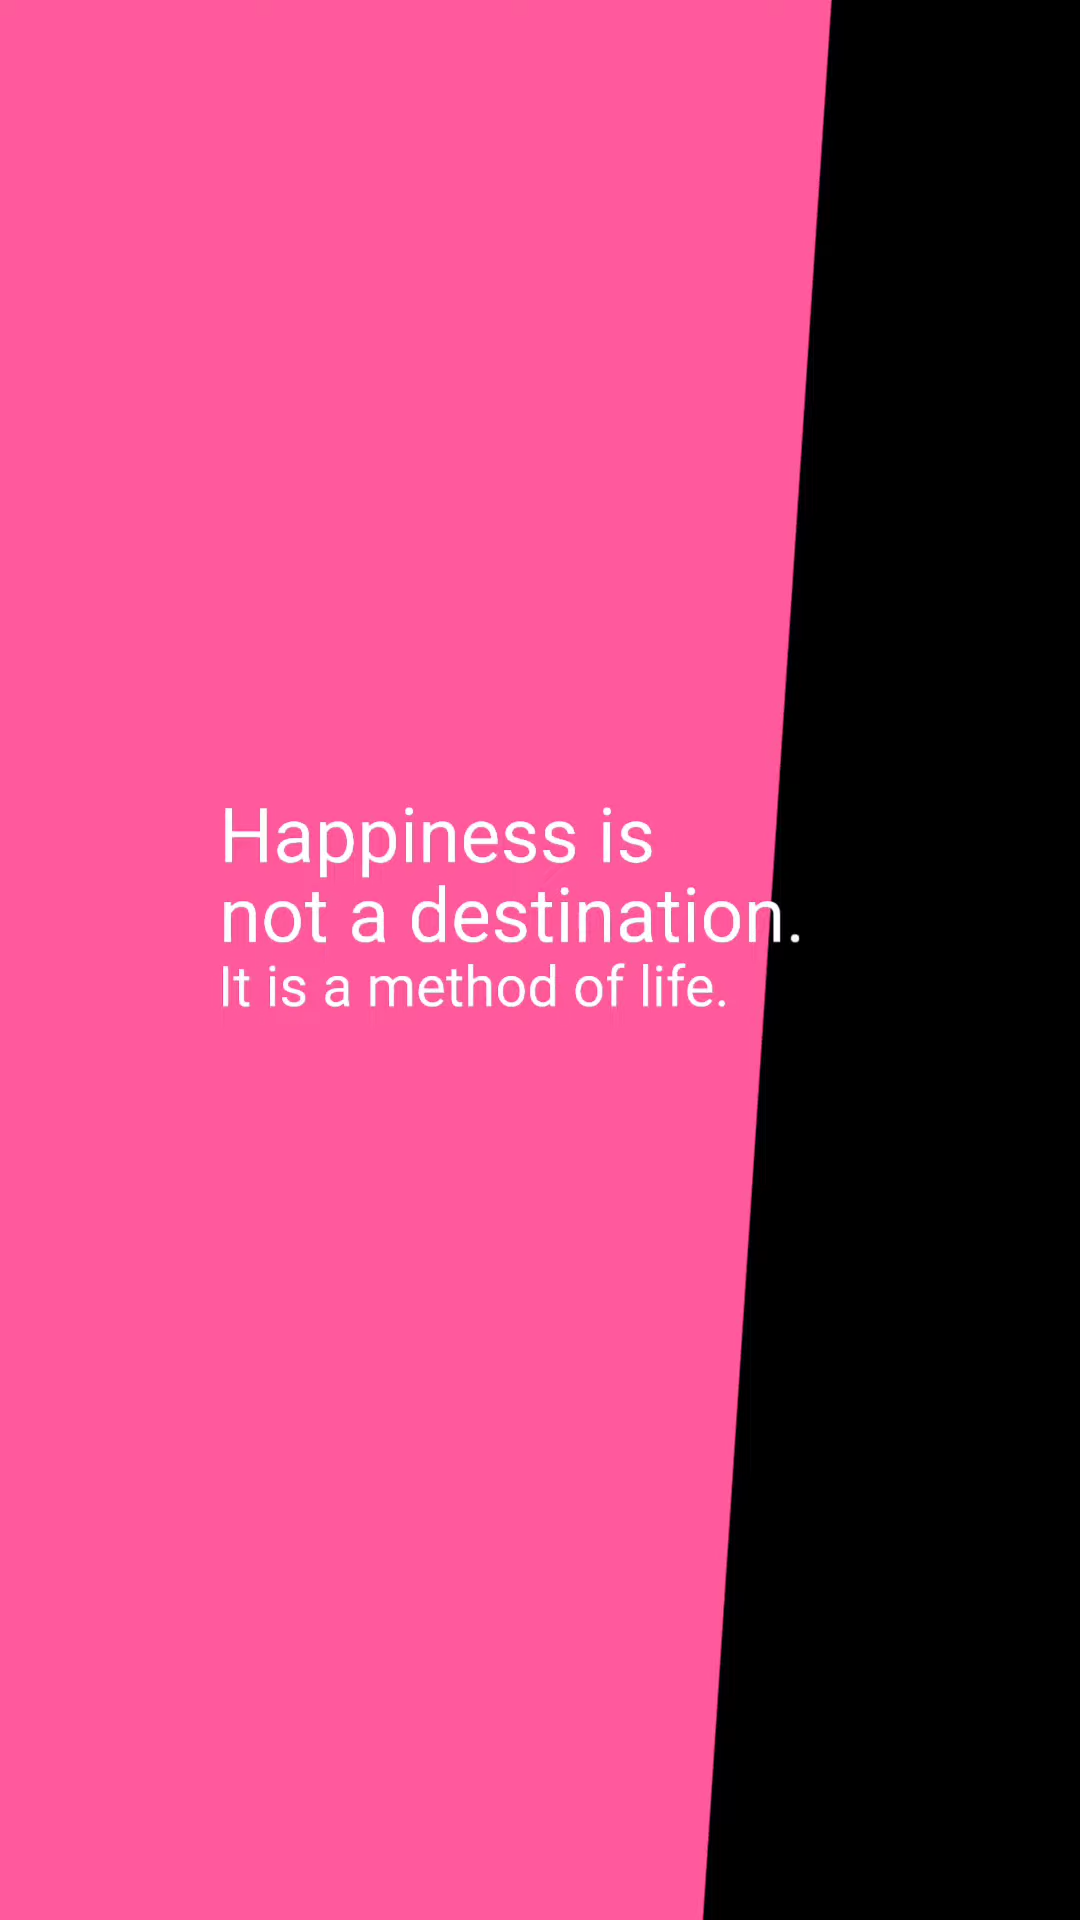 Happiness is
not a destination.
It is a method of life.